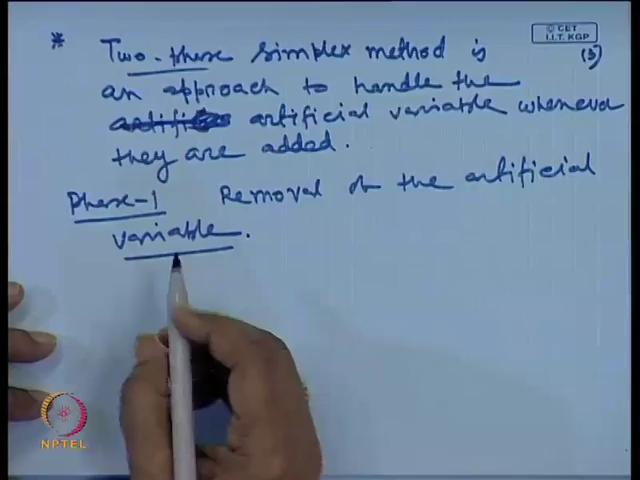 © CET
I.I.T. KGP
* Two-phase simplex method is (3)
an approach to handle the
artificial variable whenever
they are added.
Phase-1 Removal of the artificial
variable.
NPTEL